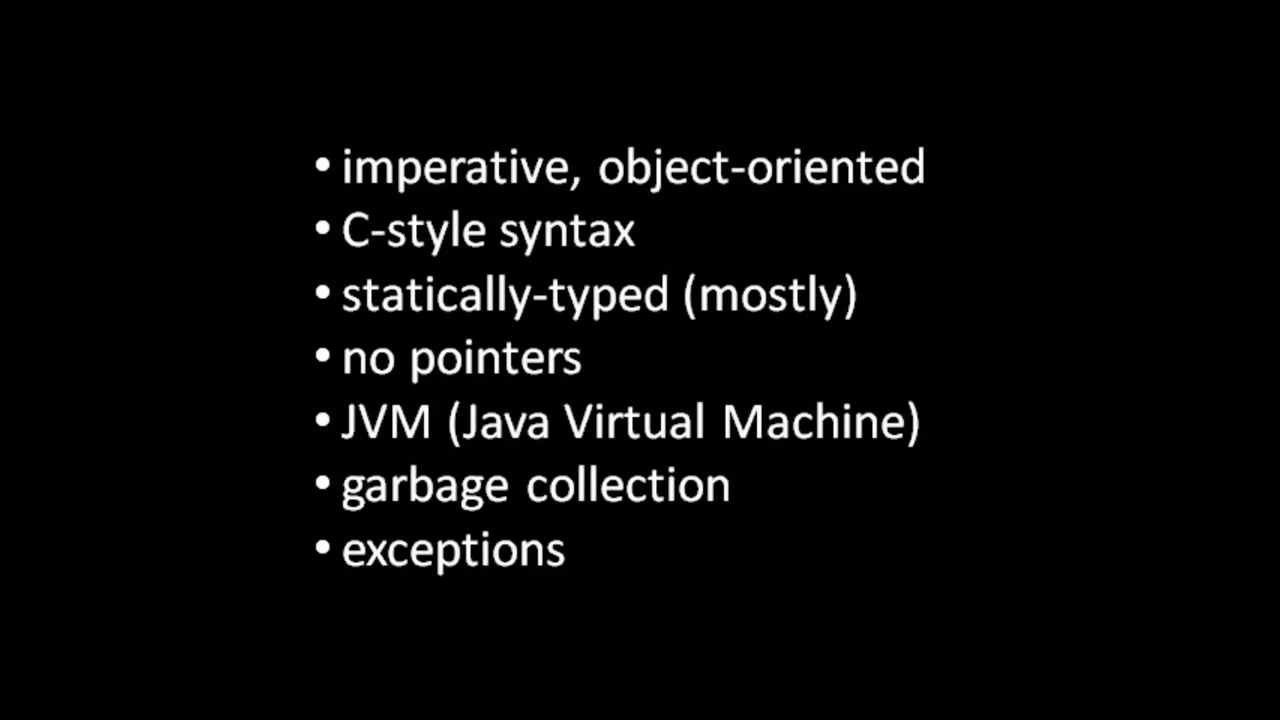 • imperative, object-oriented
• C-style syntax
• statically-typed (mostly)
• no pointers
• JVM (Java Virtual Machine)
• garbage collection
• exceptions